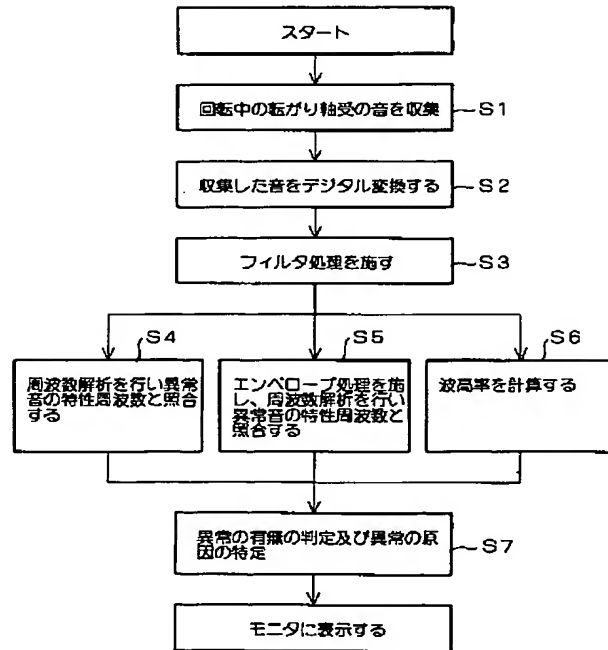 スタート
回転中の転がり軸受の音を収集
S1
収集した音をデジタル変換する
S2
フィルタ処理を施す
S3
S4
周波数解析を行い異常
音の特性周波数と照合
する
S5
エンベロープ処理を施
し、周波数解析を行い
異常音の特性周波数と
照合する
S6
波高率を計算する
異常の有無の判定及び異常の原
因の特定
S7
モニタに表示する